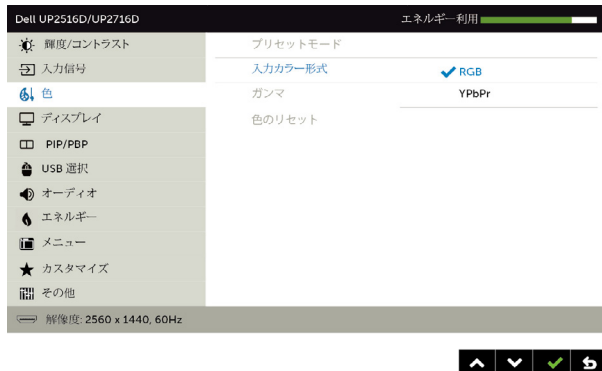 Dell UP2516D/UP2716D エネルギー利用
輝度/コントラスト プリセットモード
入力信号 入力カラー形式 RGB
色 ガンマ YPbPr
ディスプレイ 色のリセット
PIP/PBP
USB 選択
オーディオ
エネルギー
メニュー
カスタマイズ
その他
解像度: 2560 x 1440, 60Hz